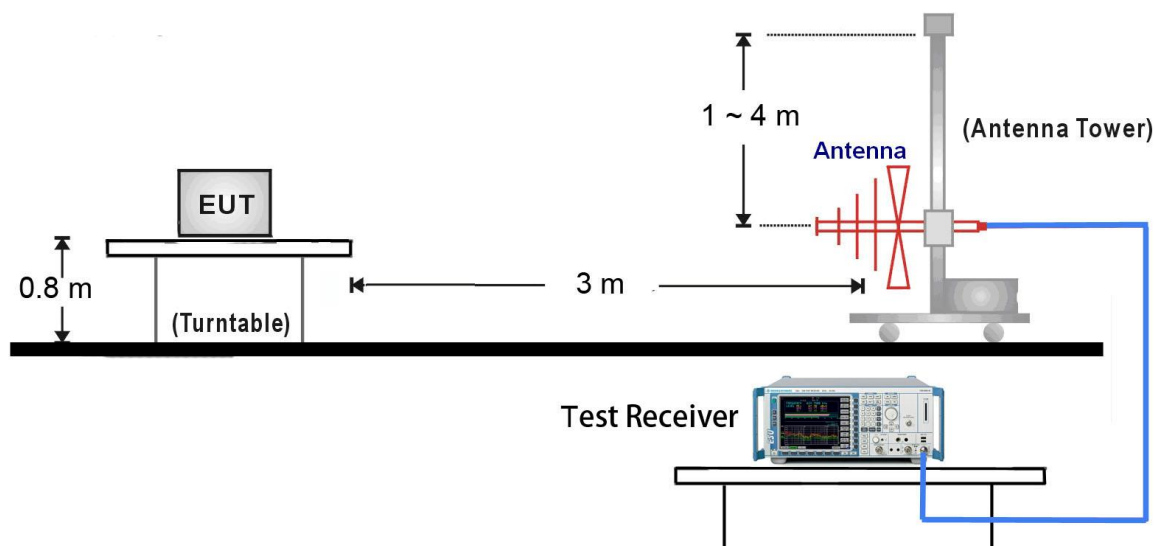 1 ~ 4 m
(Antenna Tower)
Antenna
EUT
0.8 m
3 m
(Turntable)
Test Receiver